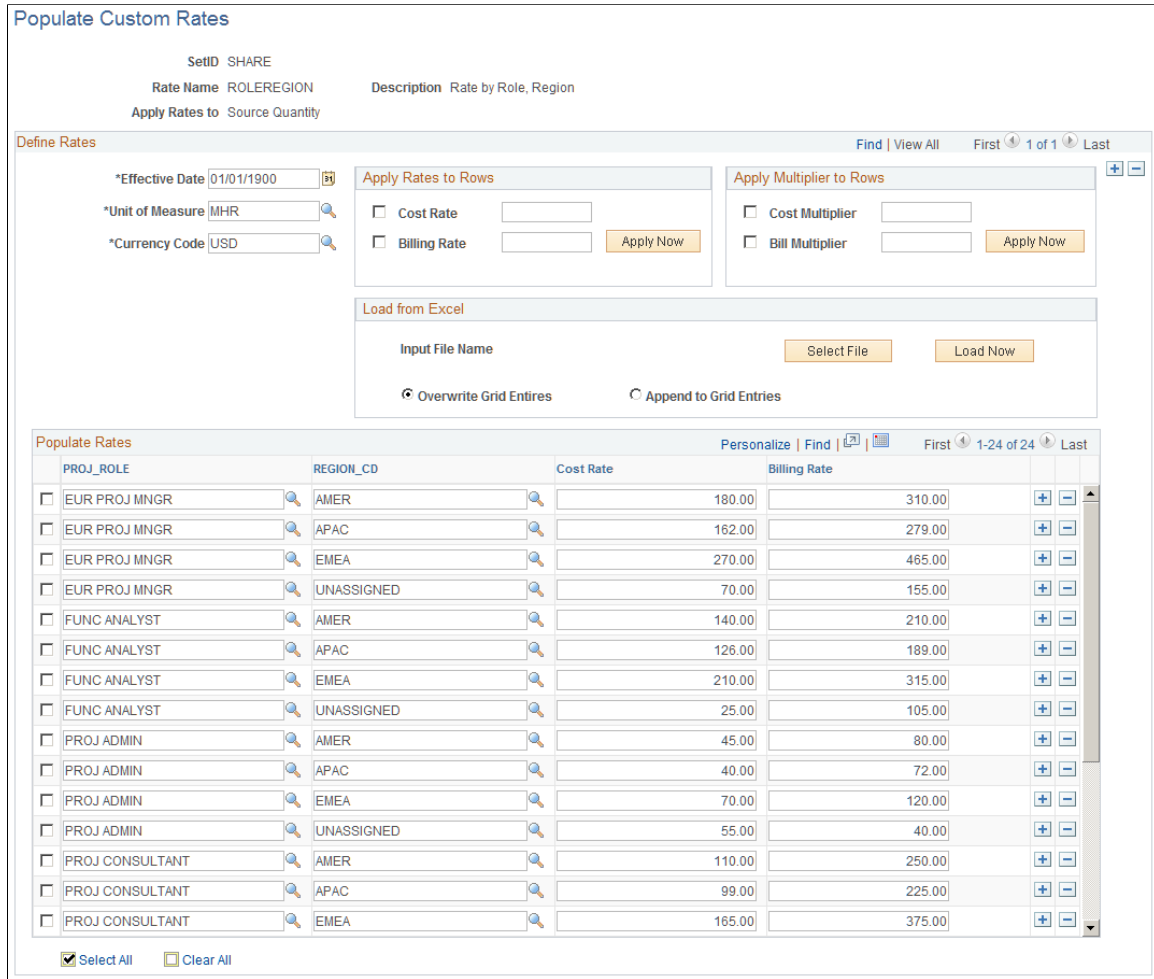 Populate Custom Rates
SetID SHARE
Rate Name ROLEREGION Description Rate by Role, Region
Apply Rates to Source Quantity
Define Rates Find | View All First 1 of 1 Last
*Effective Date 01/01/1900 31
Apply Rates to Rows
Apply Multiplier to Rows
*Unit of Measure MHR
Cost Rate
Cost Multiplier
*Currency Code USD
Billing Rate Apply Now
Bill Multiplier Apply Now
Load from Excel
Input File Name Select File Load Now
Overwrite Grid Entires Append to Grid Entries
Populate Rates Personalize | Find | | First 1-24 of 24 Last
PROJ_ROLE REGION_CD Cost Rate Billing Rate
EUR PROJ MNGR AMER 180.00 310.00
EUR PROJ MNGR APAC 162.00 279.00
EUR PROJ MNGR EMEA 270.00 465.00
EUR PROJ MNGR UNASSIGNED 70.00 155.00
FUNC ANALYST AMER 140.00 210.00
FUNC ANALYST APAC 126.00 189.00
FUNC ANALYST EMEA 210.00 315.00
FUNC ANALYST UNASSIGNED 25.00 105.00
PROJ ADMIN AMER 45.00 80.00
PROJ ADMIN APAC 40.00 72.00
PROJ ADMIN EMEA 70.00 120.00
PROJ ADMIN UNASSIGNED 55.00 40.00
PROJ CONSULTANT AMER 110.00 250.00
PROJ CONSULTANT APAC 99.00 225.00
PROJ CONSULTANT EMEA 165.00 375.00
Select All Clear All